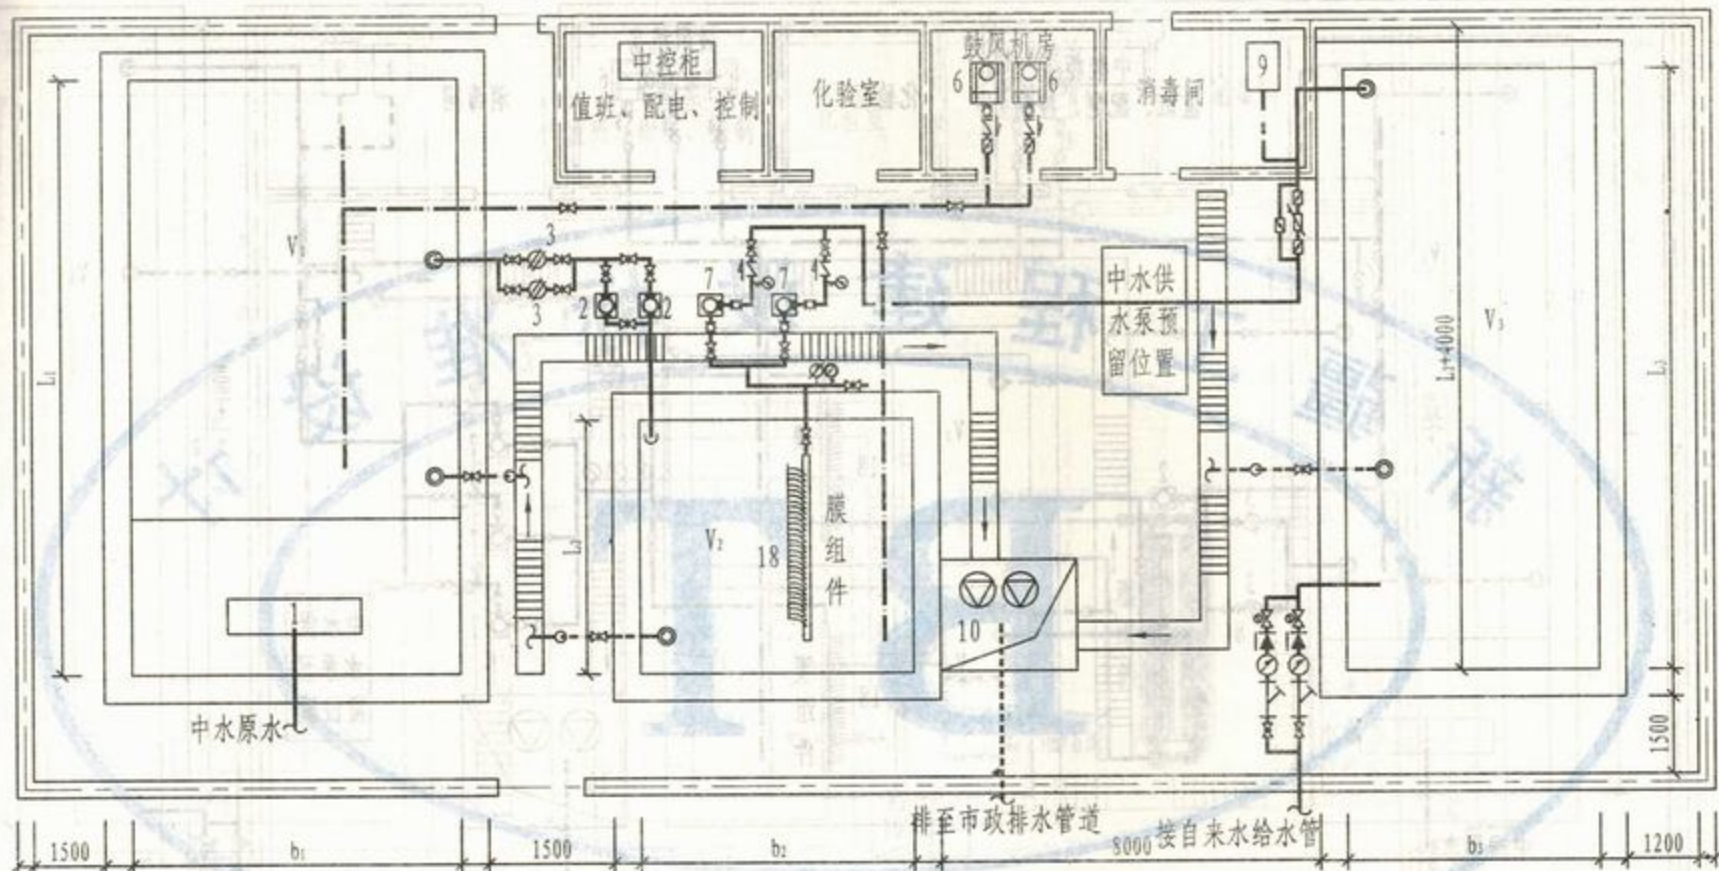 中控柜
值班、配电、控制
化验室
鼓风机房
6
6
消毒间
9
V
3
3
2
2
7
4
7
4
中水供
水泵预
留位置
V₃
L₁
L₁+4000
L₃
L₂
V₂
18
膜
组
件
10
1
中水原水
排至市政排水管道
接自来水给水管
1500
1500
b₁
1500
b₂
8000
b₃
1200